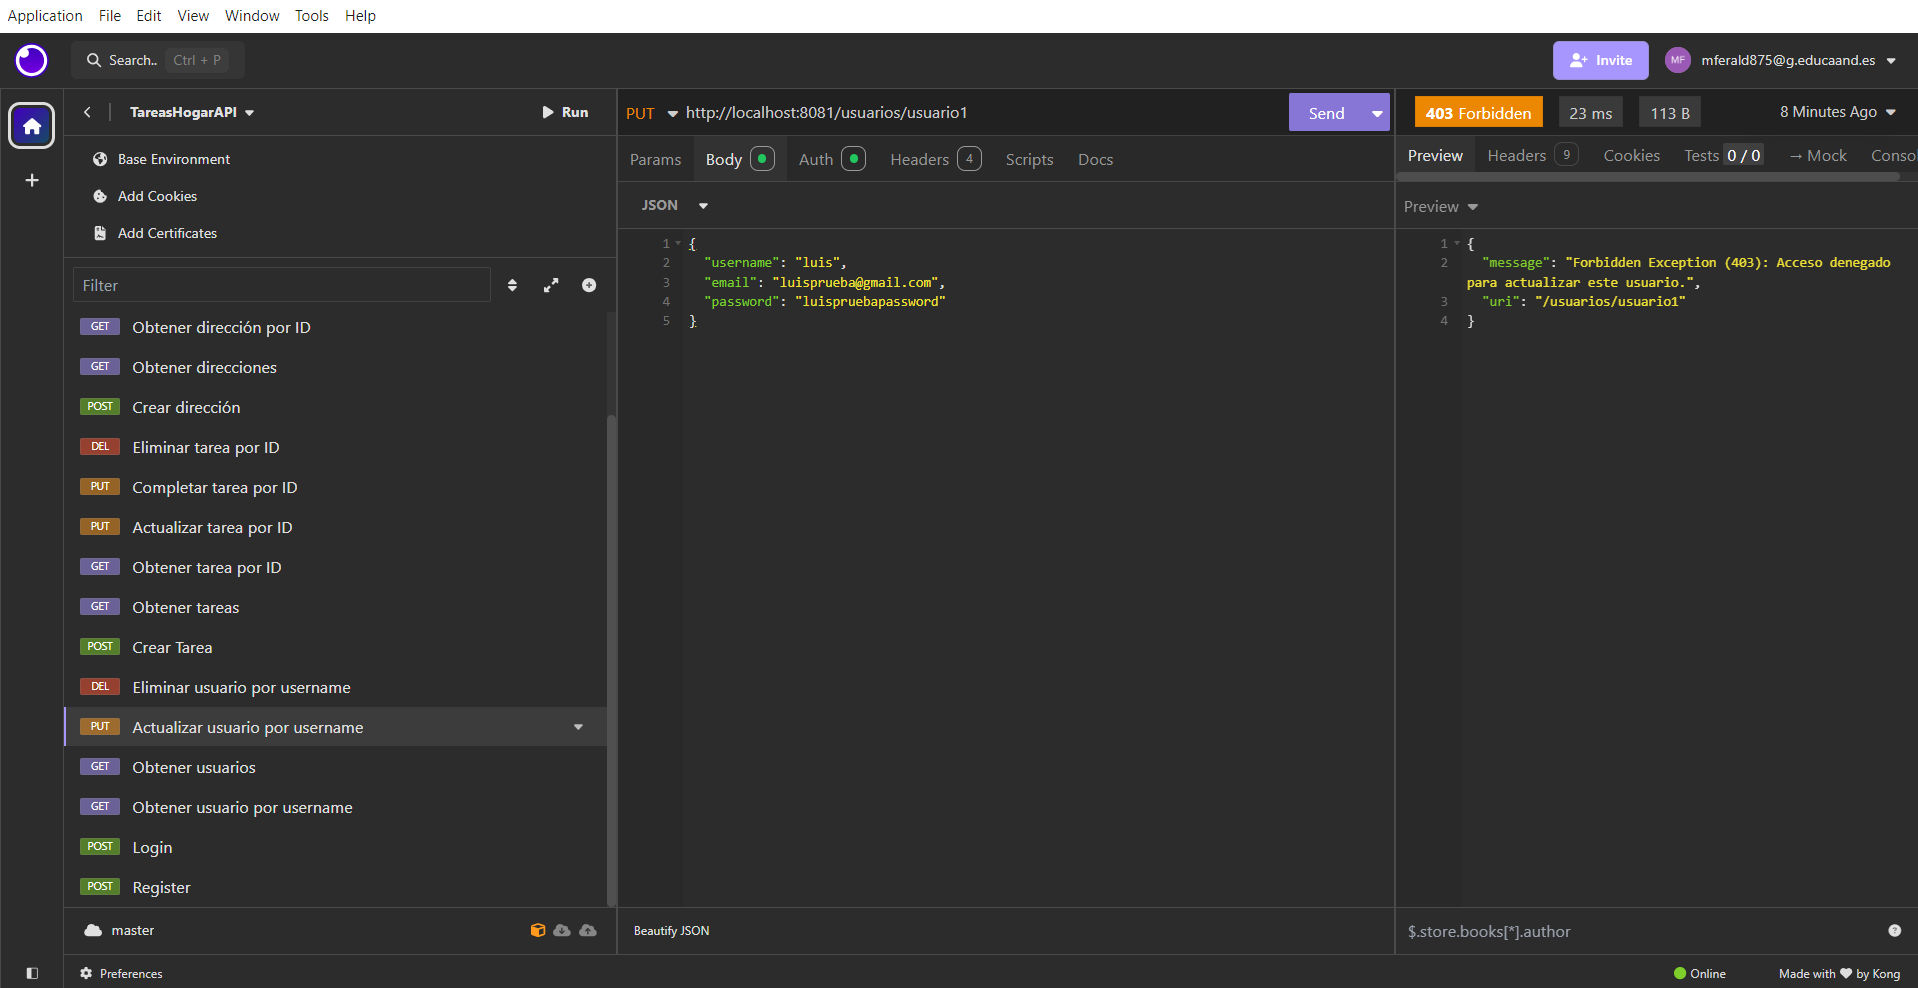 Application File Edit View Window Tools Help
Search.. Ctrl + P
Invite
MF mferald875@g.educaand.es
TareasHogarAPI
Run
Base Environment
Add Cookies
Add Certificates
Filter
GET Obtener dirección por ID
GET Obtener direcciones
POST Crear dirección
DEL Eliminar tarea por ID
PUT Completar tarea por ID
PUT Actualizar tarea por ID
GET Obtener tarea por ID
GET Obtener tareas
POST Crear Tarea
DEL Eliminar usuario por username
PUT Actualizar usuario por username
GET Obtener usuarios
GET Obtener usuario por username
POST Login
POST Register
master
Preferences
PUT http://localhost:8081/usuarios/usuario1 Send
Params Body Auth Headers 4 Scripts Docs
JSON
1 {
2 "username": "luis",
3 "email": "luisprueba@gmail.com",
4 "password": "luispruebapassword"
5 }
Beautify JSON
403 Forbidden 23 ms 113 B 8 Minutes Ago
Preview Headers 9 Cookies Tests 0 / 0 → Mock Conso
Preview
1 {
2 "message": "Forbidden Exception (403): Acceso denegado
para actualizar este usuario.",
3 "uri": "/usuarios/usuario1"
4 }
$.store.books[*].author
?
Online
Made with ❤ by Kong